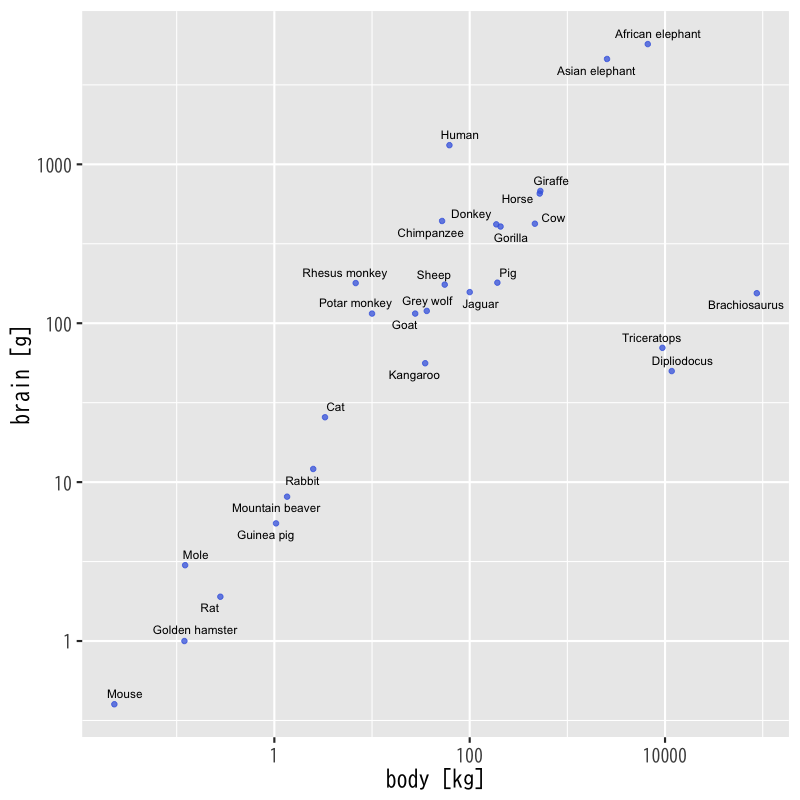 African elephant
Asian elephant
Human
1000
Giraffe
Horse
Donkey
Cow
Chimpanzee
Gorilla
Rhesus monkey
Sheep
Pig
Potar monkey
Grey wolf
Jaguar
Brachiosaurus
100
Goat
Triceratops
Dipliodocus
Kangaroo
brain [g]
Cat
10
Rabbit
Mountain beaver
Guinea pig
Mole
Rat
Golden hamster
1
Mouse
1
100
10000
body [kg]